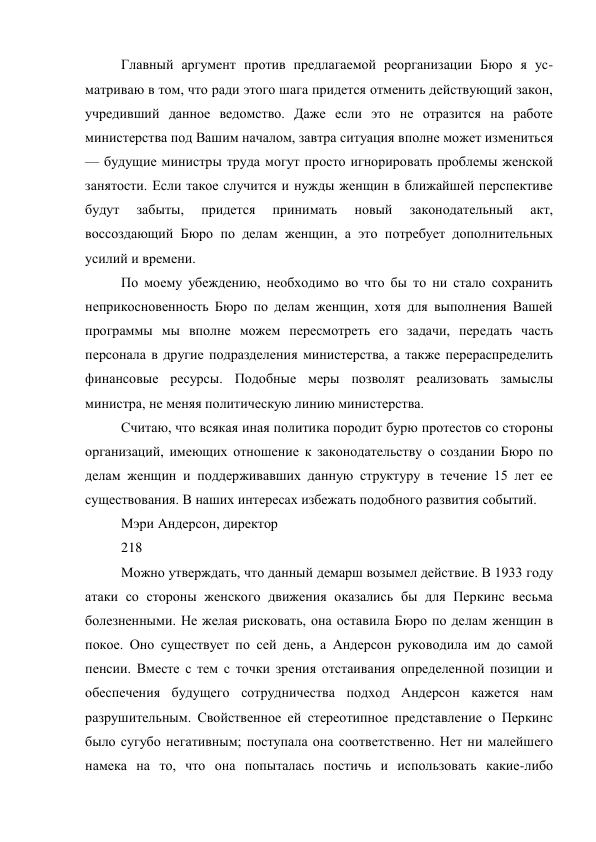 Главный аргумент против предлагаемой реорганизации Бюро я ус-
матриваю в том, что ради этого шага придется отменить действующий закон,
учредивший данное ведомство. Даже если это не отразится на работе
министерства под Вашим началом, завтра ситуация вполне может измениться
— будущие министры труда могут просто игнорировать проблемы женской
занятости. Если такое случится и нужды женщин в ближайшей перспективе
будут забыты, придется принимать новый законодательный акт,
воссоздающий Бюро по делам женщин, а это потребует дополнительных
усилий и времени.
По моему убеждению, необходимо во что бы то ни стало сохранить
неприкосновенность Бюро по делам женщин, хотя для выполнения Вашей
программы мы вполне можем пересмотреть его задачи, передать часть
персонала в другие подразделения министерства, а также перераспределить
финансовые ресурсы. Подобные меры позволят реализовать замыслы
министра, не меняя политическую линию министерства.
Считаю, что всякая иная политика породит бурю протестов со стороны
организаций, имеющих отношение к законодательству о создании Бюро по
делам женщин и поддерживавших данную структуру в течение 15 лет ее
существования. В наших интересах избежать подобного развития событий.
Мэри Андерсон, директор
218
Можно утверждать, что данный демарш возымел действие. В 1933 году
атаки со стороны женского движения оказались бы для Перкинс весьма
болезненными. Не желая рисковать, она оставила Бюро по делам женщин в
покое. Оно существует по сей день, а Андерсон руководила им до самой
пенсии. Вместе с тем с точки зрения отстаивания определенной позиции и
обеспечения будущего сотрудничества подход Андерсон кажется нам
разрушительным. Свойственное ей стереотипное представление о Перкинс
было сугубо негативным; поступала она соответственно. Нет ни малейшего
намека на то, что она попыталась постичь и использовать какие-либо